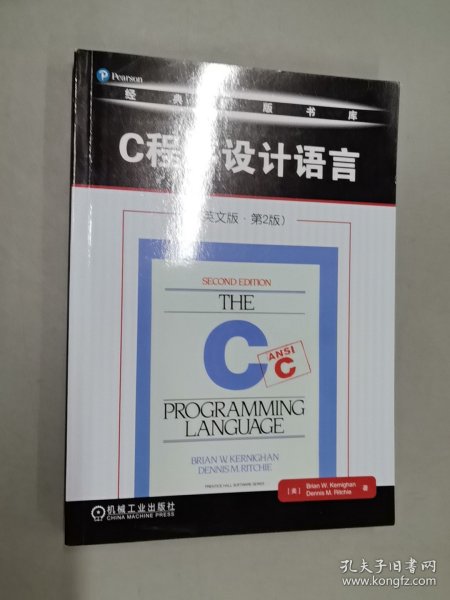 Pearson
经典 版书库
C程 设计语言
英文版·第2版）
SECOND EDITION
THE
C
ANSI
C
PROGRAMMING
LANGUAGE
BRIAN W. KERNIGHAN
DENNIS M. RITCHIE
PRENTICE HALL SOFTWARE SERIES
［美］ Brian W. Kernighan 著
Dennis M. Ritchie
机械工业出版社
CHINA MACHINE PRESS
孔夫子旧书网
www.kongfz.com